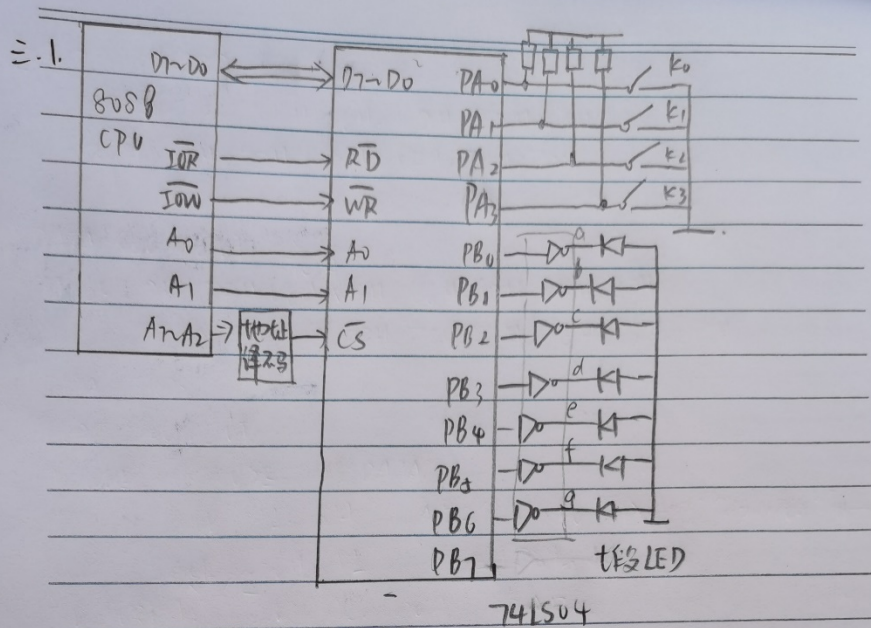 三.1.
D7~D0
D7~D0
PA0
K0
8088
CPU
PA1
K1
IOR
RD
PA2
K2
IOW
WR
PA3
K3
A0
A0
PB0
a
A1
A1
PB1
b
A7~A2
地址
译码
CS
PB2
c
PB3
d
PB4
e
PB5
f
PB6
g
PB7
七段LED
74LS04